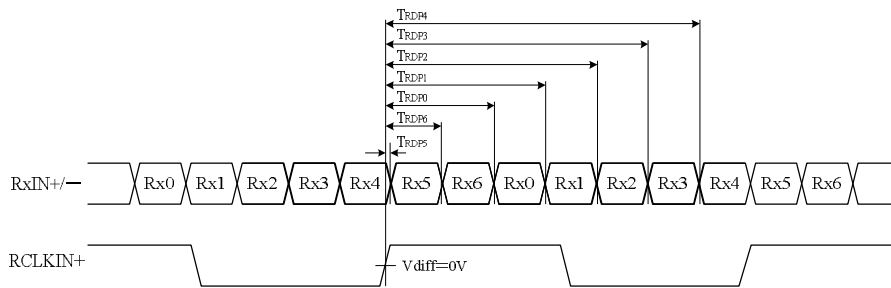 TRDP4
TRDP3
TRDP2
TRDP1
TRDP0
TRDP6
TRDP5
RxIN+/− Rx0 Rx1 Rx2 Rx3 Rx4 Rx5 Rx6 Rx0 Rx1 Rx2 Rx3 Rx4 Rx5 Rx6
RCLKIN+ Vdiff=0V